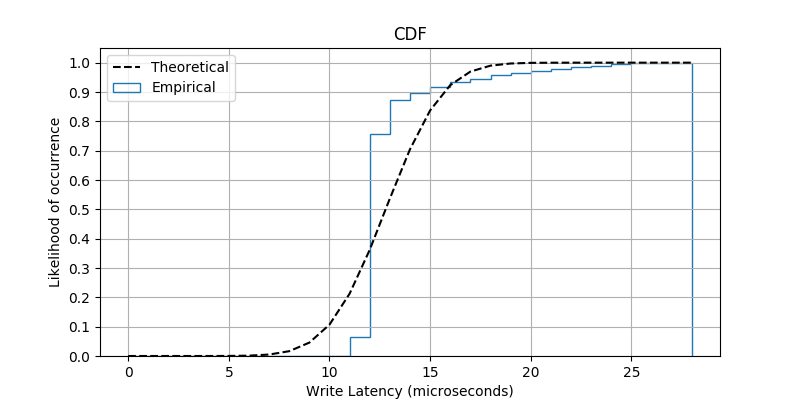 CDF
Theoretical
Empirical
Likelihood of occurrence
1.0
0.9
0.8
0.7
0.6
0.5
0.4
0.3
0.2
0.1
0.0
0 5 10 15 20 25
Write Latency (microseconds)